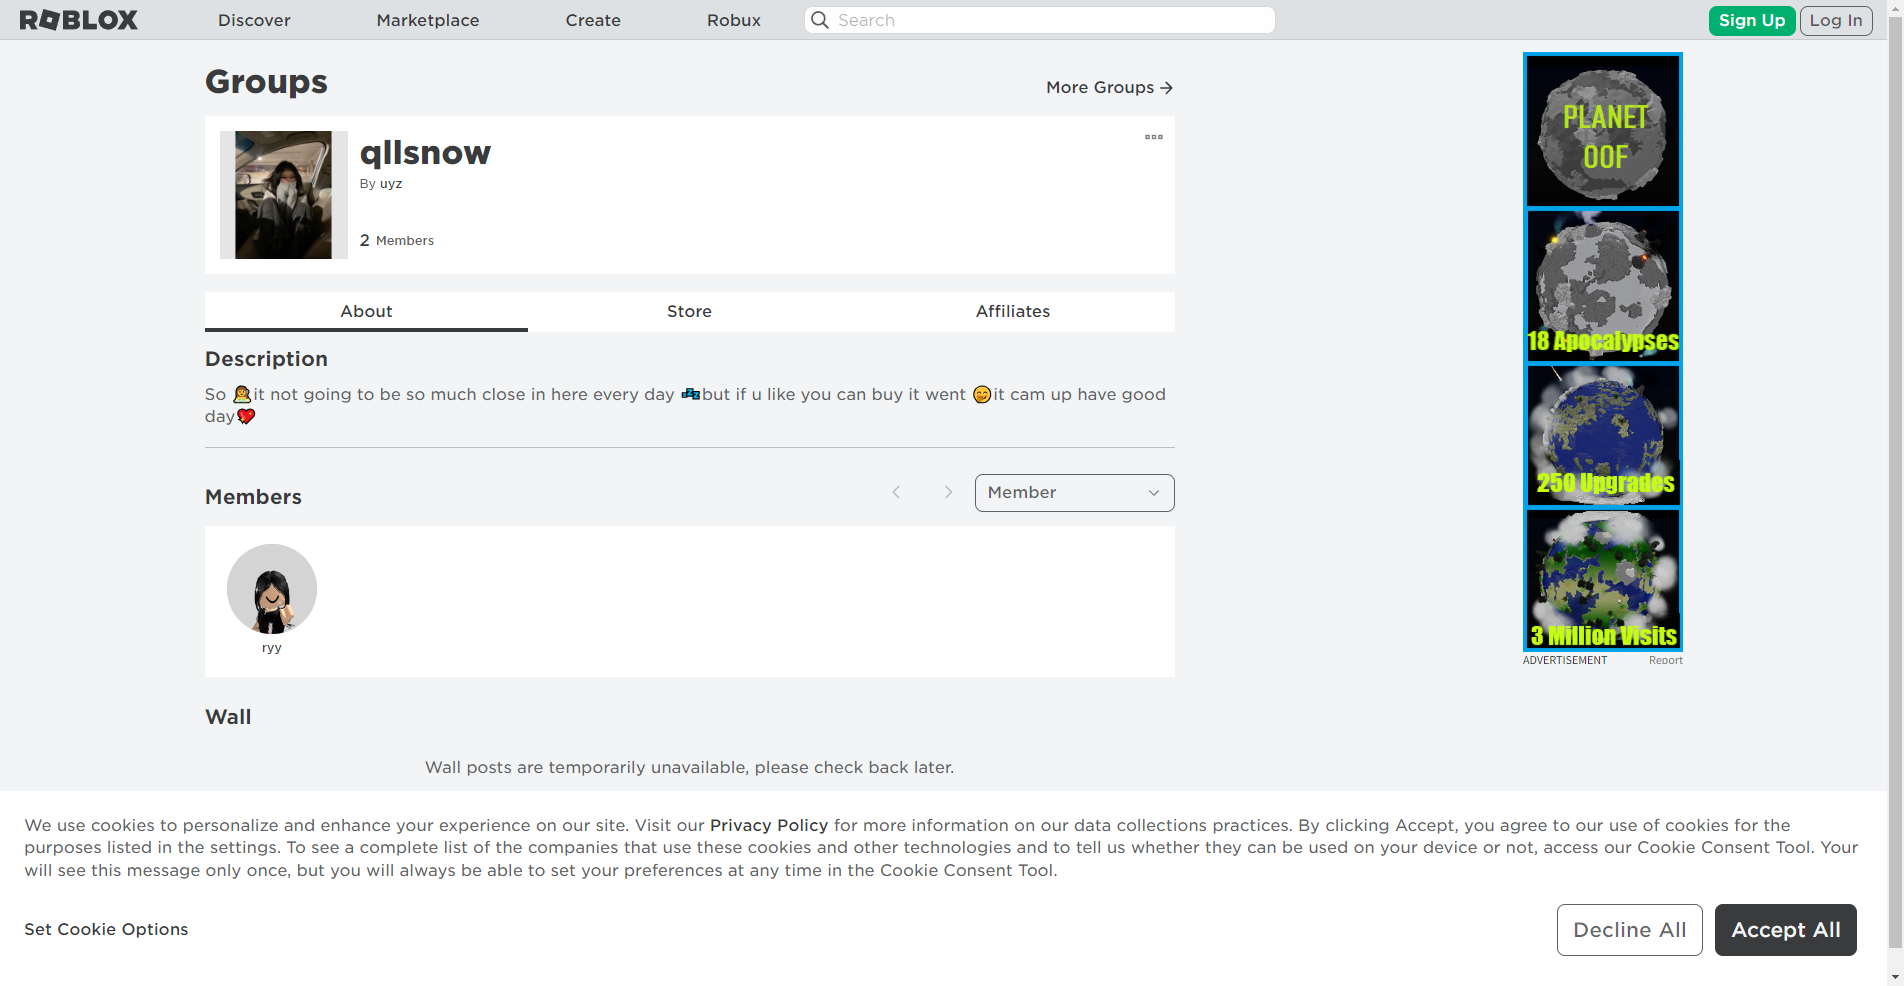 ROBLOX
Discover
Marketplace
Create
Robux
Search
Sign Up
Log In
Groups
More Groups
qllsnow
By uyz
2 Members
About
Store
Affiliates
Description
So 👩‍🚀it not going to be so much close in here every day 💤but if u like you can buy it went 😊it cam up have good
day💖
Members
Member
ryy
Wall
Wall posts are temporarily unavailable, please check back later.
PLANET
OOF
18 Apocalypses
250 Upgrades
3 Million Visits
ADVERTISEMENT
Report
We use cookies to personalize and enhance your experience on our site. Visit our Privacy Policy for more information on our data collections practices. By clicking Accept, you agree to our use of cookies for the
purposes listed in the settings. To see a complete list of the companies that use these cookies and other technologies and to tell us whether they can be used on your device or not, access our Cookie Consent Tool. Your
will see this message only once, but you will always be able to set your preferences at any time in the Cookie Consent Tool.
Set Cookie Options
Decline All
Accept All